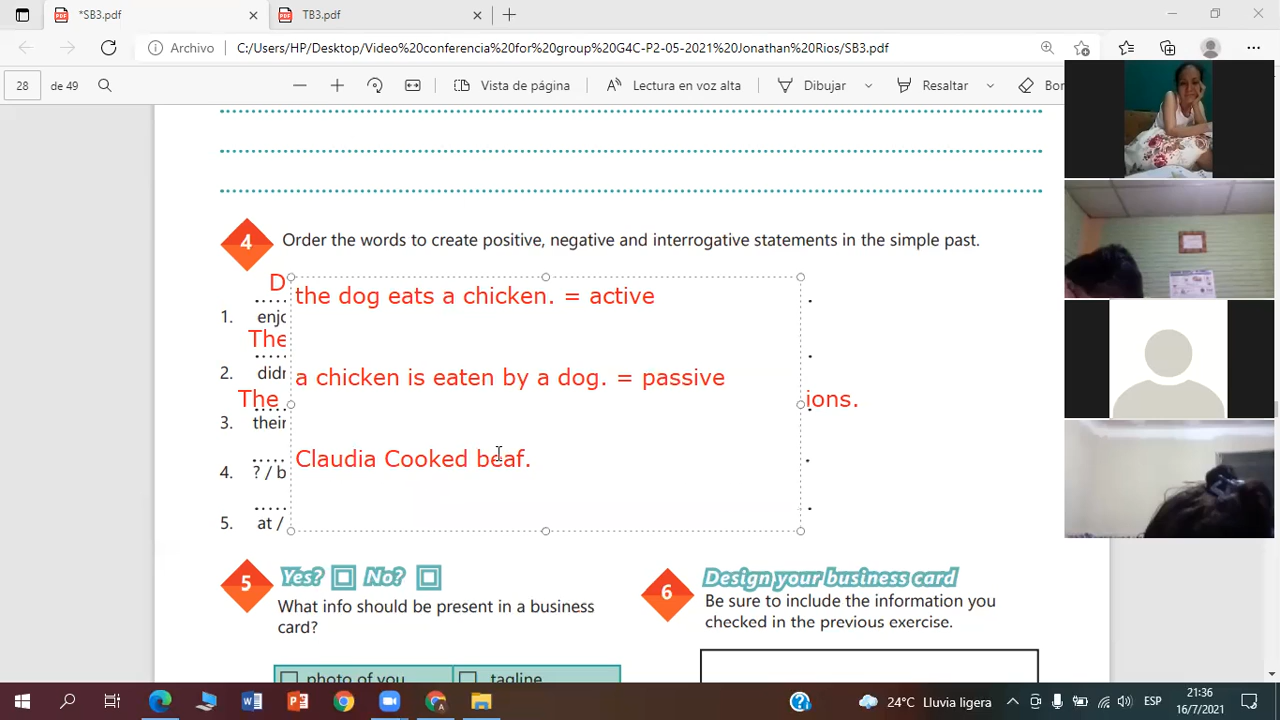 *SB3.pdf
TB3.pdf
Archivo
C:/Users/HP/Desktop/Video%20conferencia%20for%20group%20G4C-P2-05-2021%20Jonathan%20Rios/SB3.pdf
28 de 49
Vista de página
Lectura en voz alta
Dibujar
Resaltar
Bor
4
Order the words to create positive, negative and interrogative statements in the simple past.
D
the dog eats a chicken. = active
1. enjo
The
2. didn
a chicken is eaten by a dog. = passive
The
ions.
3. their
Claudia Cooked beaf.
4. ? / b
5. at /
5
Yes? No?
What info should be present in a business
card?
photo of you
tagline
6
Design your business card
Be sure to include the information you
checked in the previous exercise.
24°C Lluvia ligera
ESP
21:36
16/7/2021